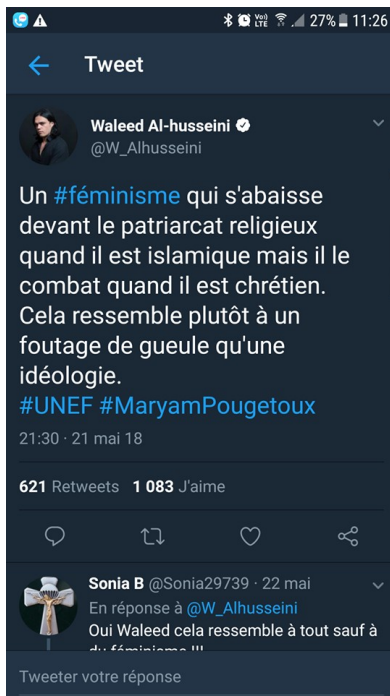 27% 11:26
Tweet
Waleed Al-husseini
@W_Alhusseini
Un #féminisme qui s'abaisse
devant le patriarcat religieux
quand il est islamique mais il le
combat quand il est chrétien.
Cela ressemble plutôt à un
foutage de gueule qu'une
idéologie.
#UNEF #MaryamPougetoux
21:30 · 21 mai 18
621 Retweets 1 083 J'aime
Sonia B @Sonia29739 · 22 mai
En réponse à @W_Alhusseini
Oui Waleed cela ressemble à tout sauf à
du féminisme !!!
Tweeter votre réponse